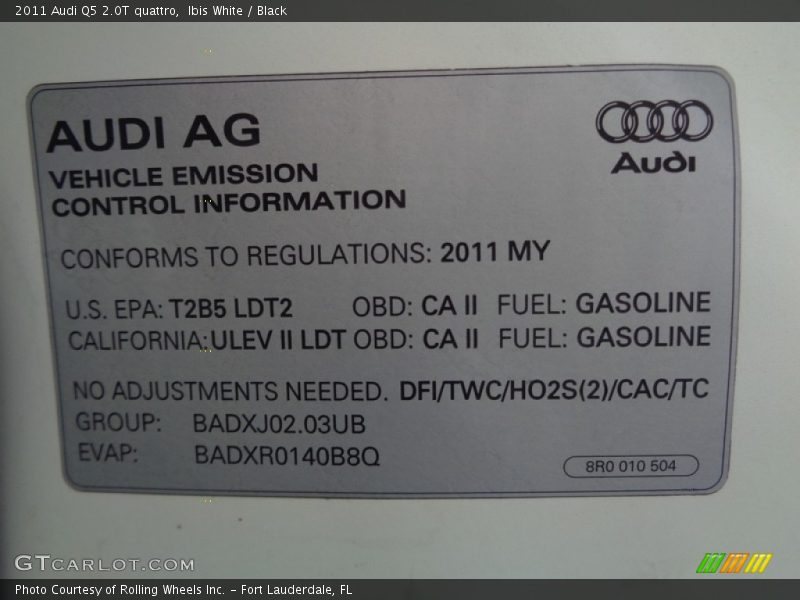 2011 Audi Q5 2.0T quattro,  Ibis White / Black
AUDI AG
Audi
VEHICLE EMISSION
CONTROL INFORMATION
CONFORMS TO REGULATIONS: 2011 MY
U.S. EPA: T2B5 LDT2 OBD: CA II FUEL: GASOLINE
CALIFORNIA:ULEV II LDT OBD: CA II FUEL: GASOLINE
NO ADJUSTMENTS NEEDED. DFI/TWC/HO2S(2)/CAC/TC
GROUP: BADXJ02.03UB
EVAP: BADXR0140B8Q
8R0 010 504
GTCARLOT.COM
Photo Courtesy of Rolling Wheels Inc. – Fort Lauderdale, FL